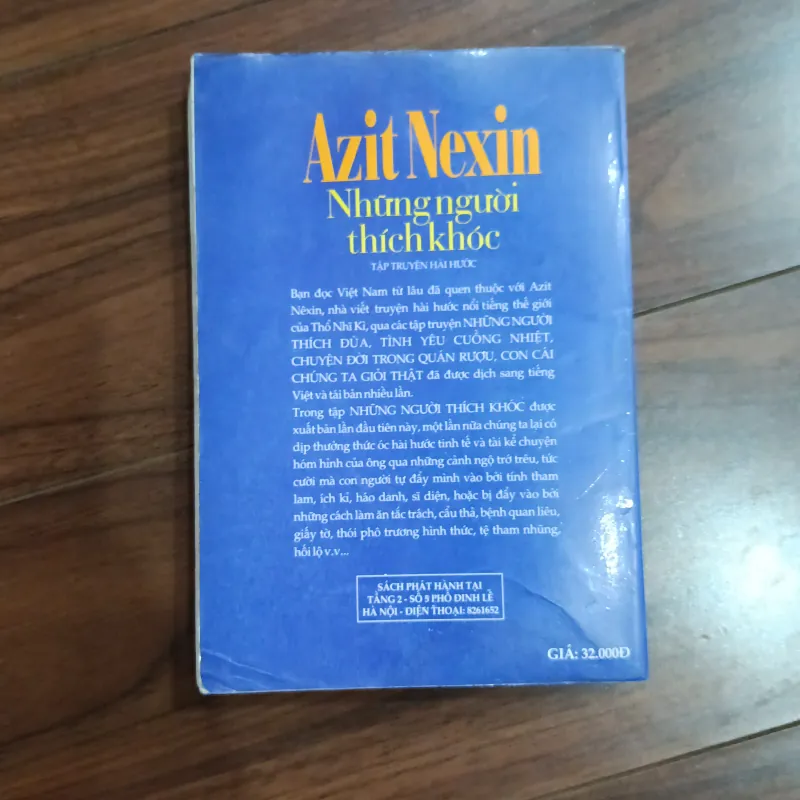 Azit Nexin
Những người
thích khóc
TẬP TRUYỆN HÀI HƯỚC
Bạn đọc Việt Nam từ lâu đã quen thuộc với Azit
Nêxin, nhà viết truyện hài hước nổi tiếng thế giới
của Thổ Nhĩ Kì, qua các tập truyện NHỮNG NGƯỜI
THÍCH ĐÙA, TÌNH YÊU CUỒNG NHIỆT,
CHUYỆN ĐỜI TRONG QUÁN RƯỢU, CON CÁI
CHÚNG TA GIỎI THẬT đã được dịch sang tiếng
Việt và tái bản nhiều lần.
Trong tập NHỮNG NGƯỜI THÍCH KHÓC được
xuất bản lần đầu tiên này, một lần nữa chúng ta lại có
dịp thưởng thức óc hài hước tinh tế và tài kể chuyện
hóm hỉnh của ông qua những cảnh ngộ trớ trêu, tức
cười mà con người tự đẩy mình vào bởi tính tham
lam, ích kỉ, háo danh, sĩ diện, hoặc bị đẩy vào bởi
những cách làm ăn tắc trách, cẩu thả, bệnh quan liêu,
giấy tờ, thói phô trương hình thức, tệ tham nhũng,
hối lộ v.v...
SÁCH PHÁT HÀNH TẠI
TẦNG 2 - SỐ 5 PHỐ ĐINH LỄ
HÀ NỘI - ĐIỆN THOẠI: 8261652
GIÁ: 32.000Đ